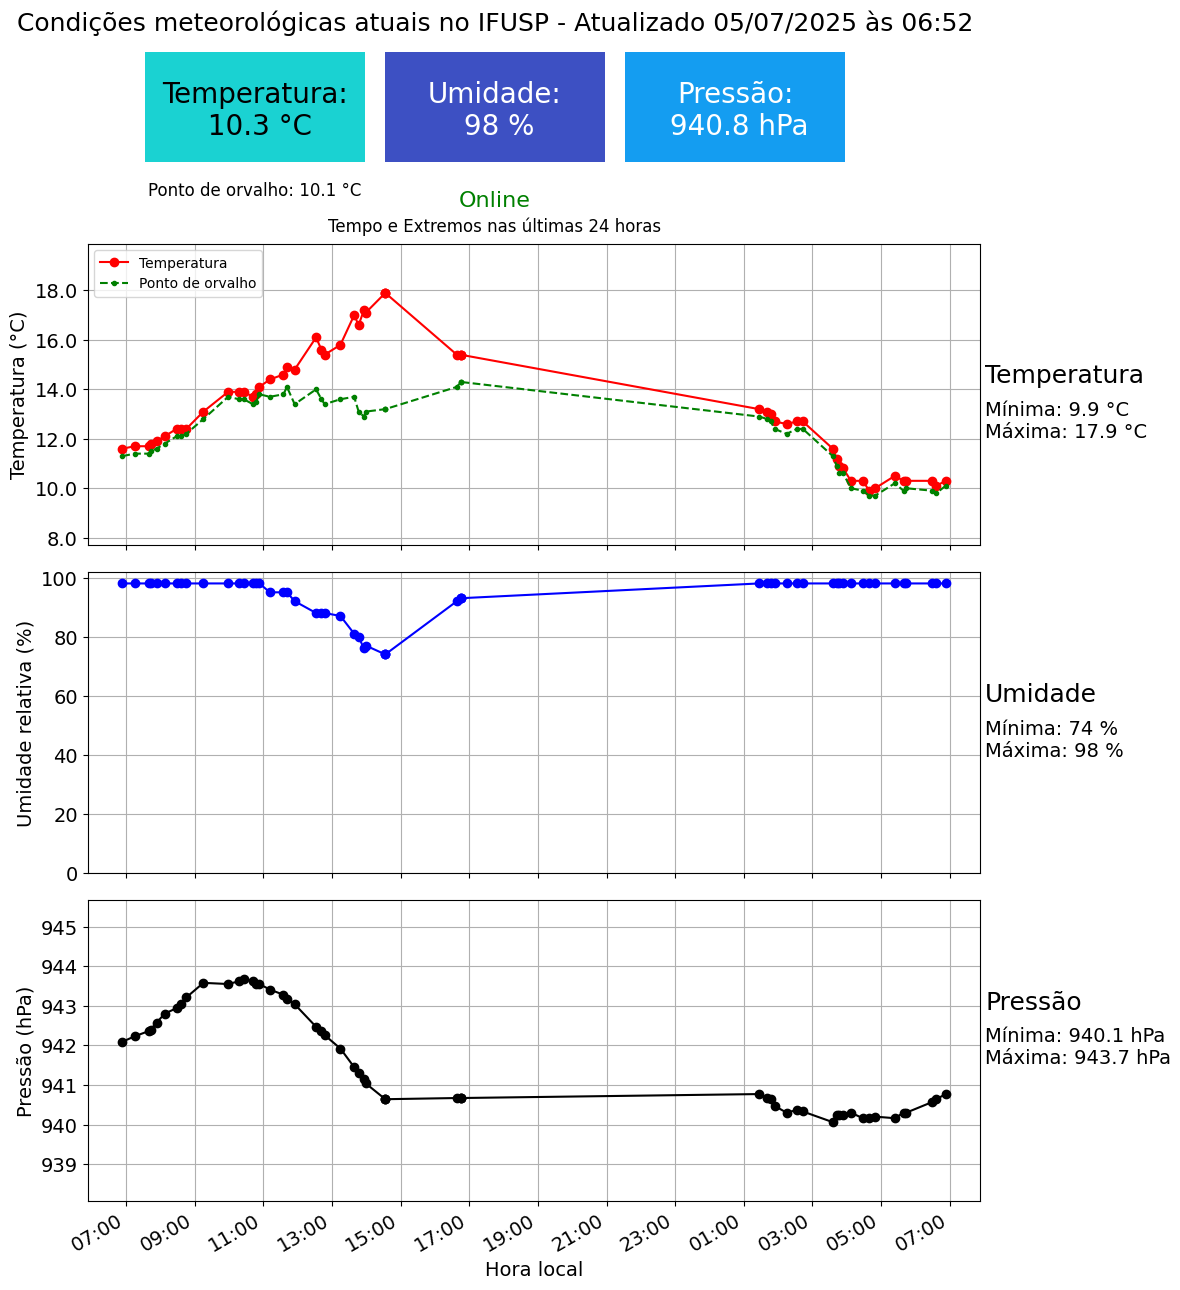 Condições meteorológicas atuais no IFUSP - Atualizado 05/07/2025 às 06:52
Temperatura:
10.3 °C
Umidade:
98 %
Pressão:
940.8 hPa
Ponto de orvalho: 10.1 °C
Online
Tempo e Extremos nas últimas 24 horas
Temperatura
Ponto de orvalho
Temperatura (°C)
18.0
16.0
14.0
12.0
10.0
8.0
Temperatura
Mínima: 9.9 °C
Máxima: 17.9 °C
Umidade relativa (%)
100
80
60
40
20
0
Umidade
Mínima: 74 %
Máxima: 98 %
Pressão (hPa)
945
944
943
942
941
940
939
Pressão
Mínima: 940.1 hPa
Máxima: 943.7 hPa
07:00
09:00
11:00
13:00
15:00
17:00
19:00
21:00
23:00
01:00
03:00
05:00
07:00
Hora local